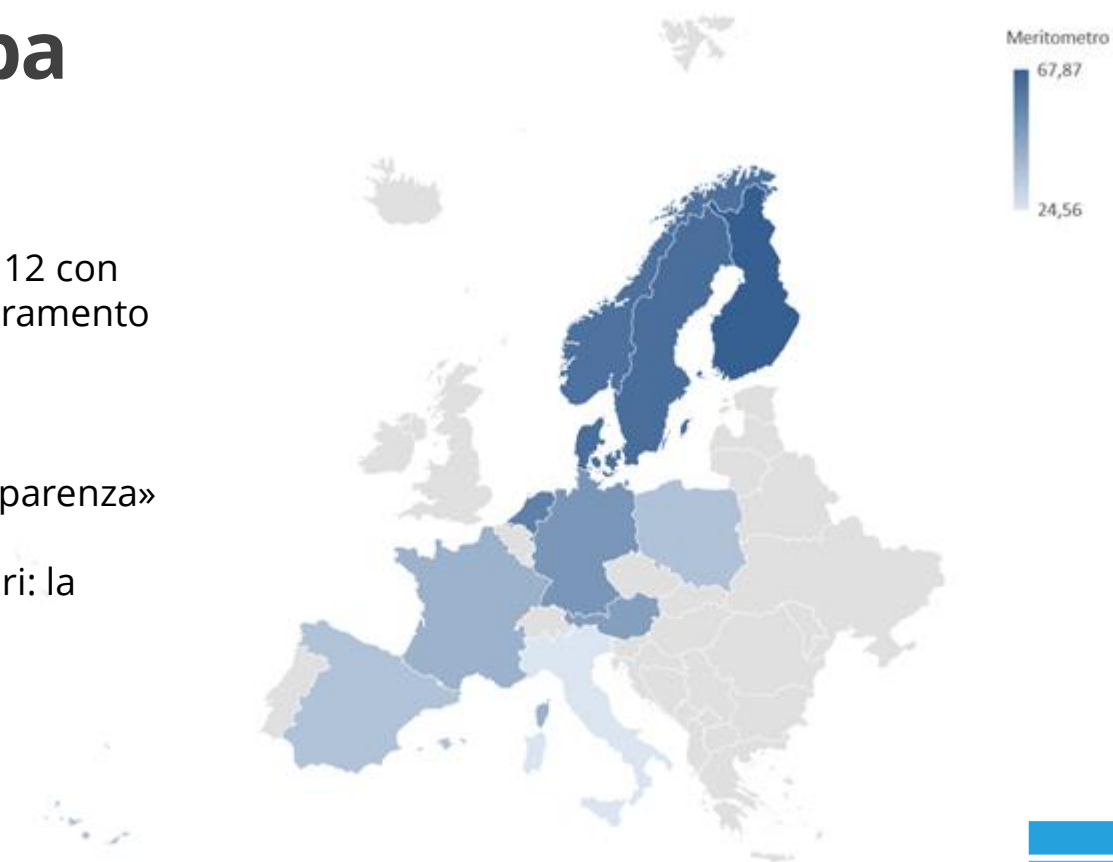 pa
12 con
ramento
parenza»
ri: la
Meritometro
67,87
24,56